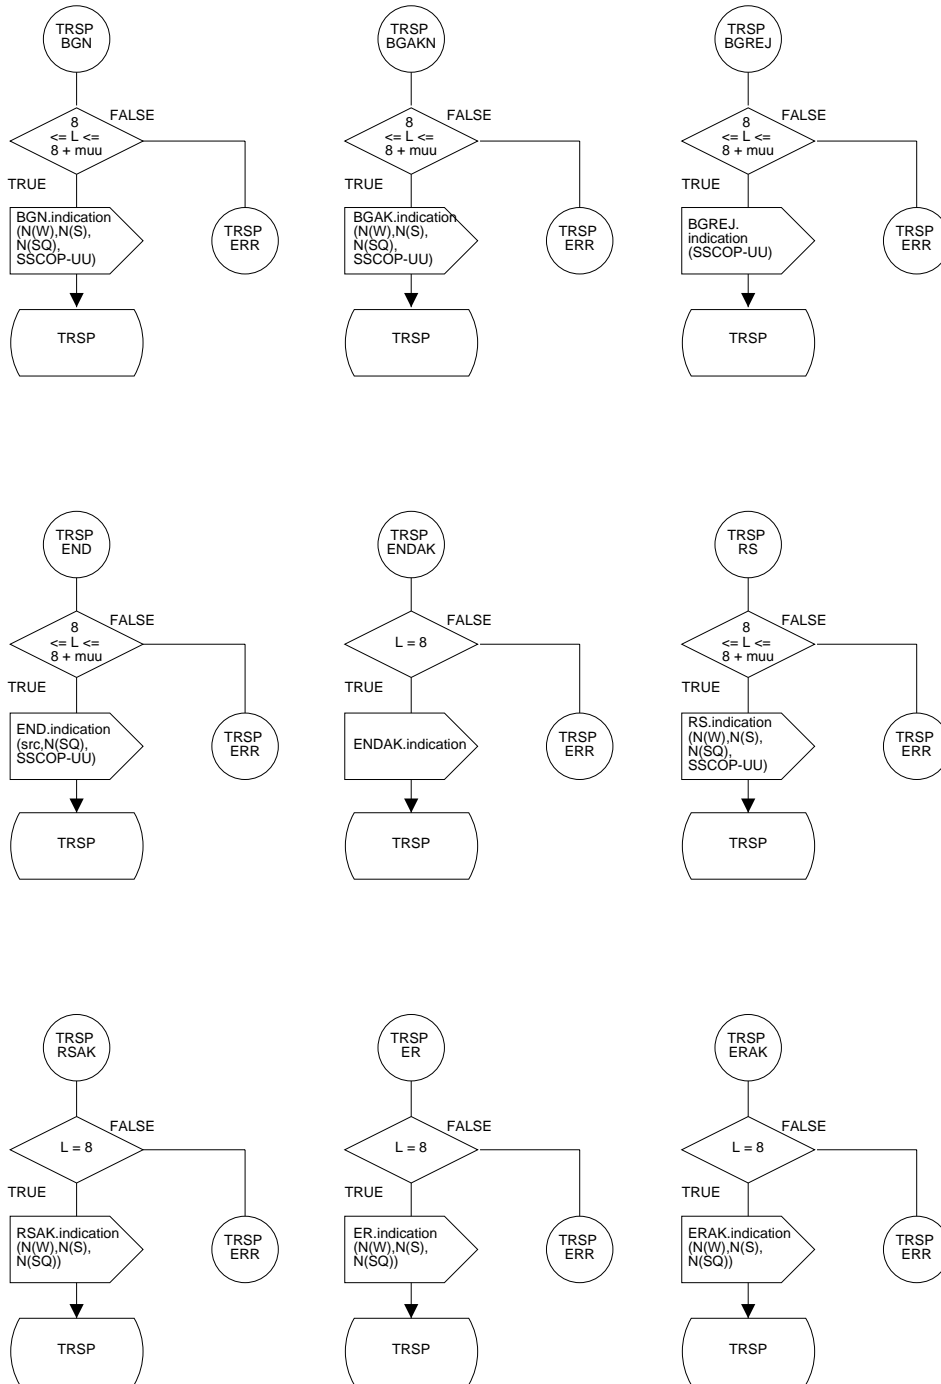 TRSP
BGN
8
<= L <=
8 + muu
FALSE
TRUE
BGN.indication
(N(W),N(S),
N(SQ),
SSCOP-UU)
TRSP
ERR
TRSP
TRSP
BGAKN
8
<= L <=
8 + muu
FALSE
TRUE
BGAK.indication
(N(W),N(S),
N(SQ),
SSCOP-UU)
TRSP
ERR
TRSP
TRSP
BGREJ
8
<= L <=
8 + muu
FALSE
TRUE
BGREJ.
indication
(SSCOP-UU)
TRSP
ERR
TRSP
TRSP
END
8
<= L <=
8 + muu
FALSE
TRUE
END.indication
(src,N(SQ),
SSCOP-UU)
TRSP
ERR
TRSP
TRSP
ENDAK
L = 8
FALSE
TRUE
ENDAK.indication
TRSP
ERR
TRSP
TRSP
RS
8
<= L <=
8 + muu
FALSE
TRUE
RS.indication
(N(W),N(S),
N(SQ),
SSCOP-UU)
TRSP
ERR
TRSP
TRSP
RSAK
L = 8
FALSE
TRUE
RSAK.indication
(N(W),N(S),
N(SQ))
TRSP
ERR
TRSP
TRSP
ER
L = 8
FALSE
TRUE
ER.indication
(N(W),N(S),
N(SQ))
TRSP
ERR
TRSP
TRSP
ERAK
L = 8
FALSE
TRUE
ERAK.indication
(N(W),N(S),
N(SQ))
TRSP
ERR
TRSP